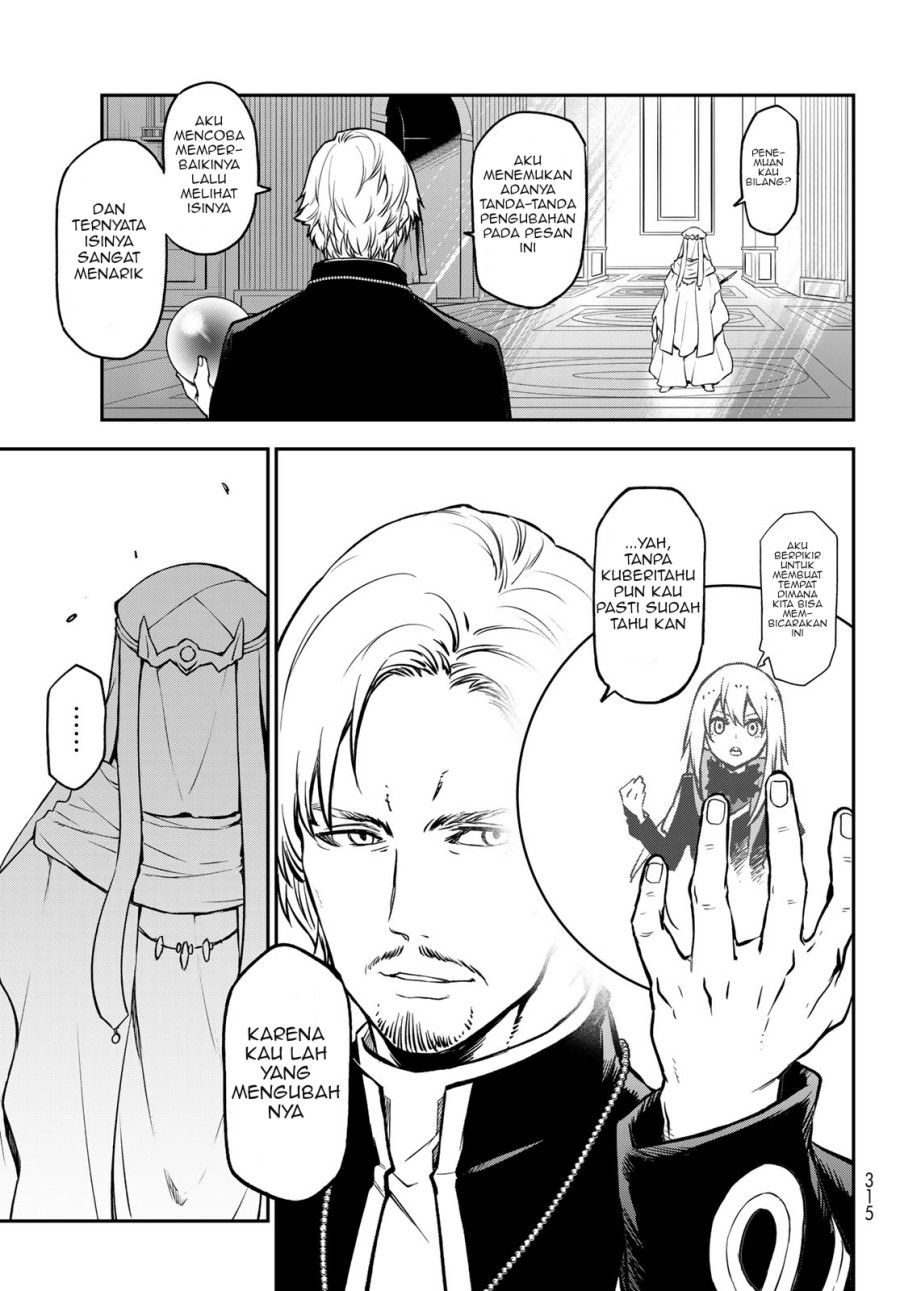 PENE-
MUAN
KAU
BILANG?
AKU
MENEMUKAN
ADANYA
TANDA-TANDA
PENGUBAHAN
PADA PESAN
INI
AKU
MENCOBA
MEMPER-
BAIKINYA
LALU
MELIHAT
ISINYA
DAN
TERNYATA
ISINYA
SANGAT
MENARIK
AKU
BERPIKIR
UNTUK
MEMBUAT
TEMPAT
DIMANA
KITA BISA
MEM-
BICARAKAN
INI
...YAH,
TANPA
KUBERITAHU
PUN KAU
PASTI SUDAH
TAHU KAN
KARENA
KAU LAH
YANG
MENGUBAH
NYA
......
315